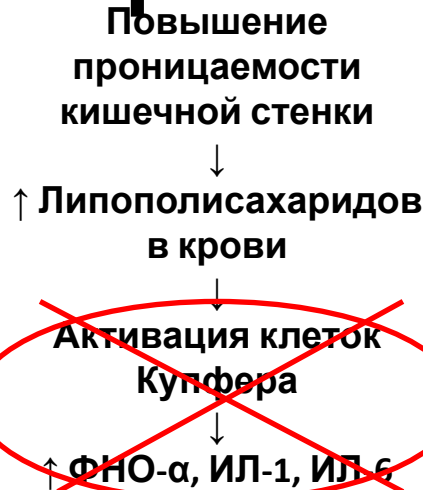 Повышение
проницаемости
кишечной стенки
↓
↑ Липополисахаридов
в крови
↓
Активация клеток
Купфера
↓
↑ ФНО-α, ИЛ-1, ИЛ-6